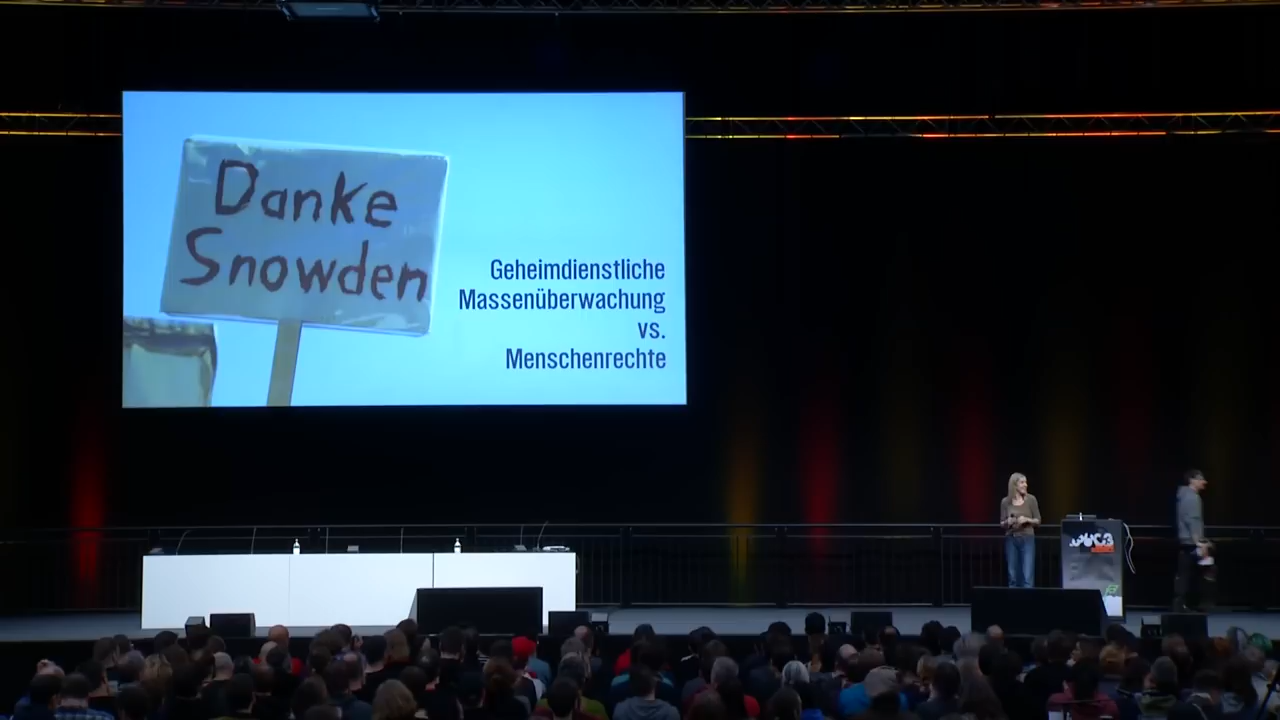 Danke
Snowden
Geheimdienstliche
Massenüberwachung
vs.
Menschenrechte